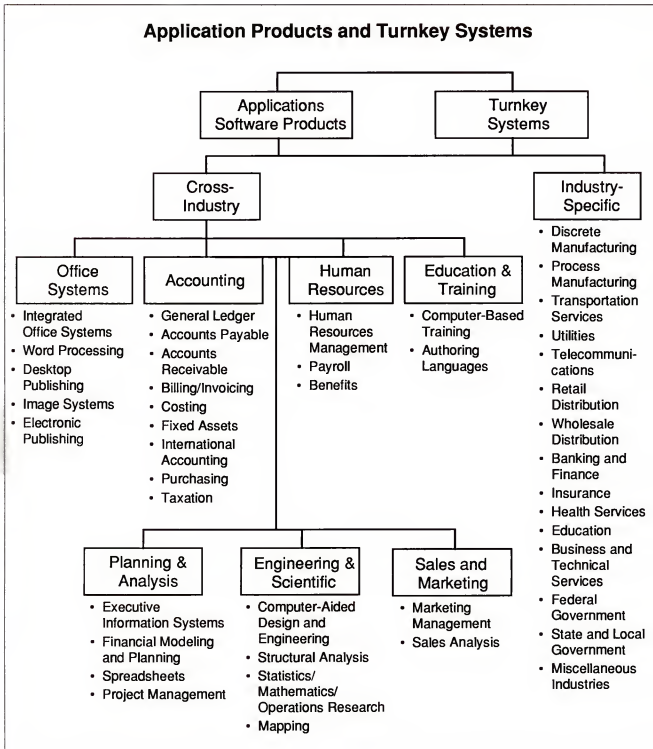 Application Products and Turnkey Systems
Applications
Software Products
Turnkey
Systems
Cross-
Industry
Industry-
Specific
• Discrete
Manufacturing
• Process
Manufacturing
• Transportation
Services
• Utilities
• Telecommuni-
cations
• Retail
Distribution
• Wholesale
Distribution
• Banking and
Finance
• Insurance
• Health Services
• Education
• Business and
Technical
Services
• Federal
Government
• State and Local
Government
• Miscellaneous
Industries
Office
Systems
• Integrated
Office Systems
• Word Processing
• Desktop
Publishing
• Image Systems
• Electronic
Publishing
Accounting
• General Ledger
• Accounts Payable
• Accounts
Receivable
• Billing/Invoicing
• Costing
• Fixed Assets
• International
Accounting
• Purchasing
• Taxation
Human
Resources
• Human
Resources
Management
• Payroll
• Benefits
Education &
Training
• Computer-Based
Training
• Authoring
Languages
Planning &
Analysis
• Executive
Information Systems
• Financial Modeling
and Planning
• Spreadsheets
• Project Management
Engineering &
Scientific
• Computer-Aided
Design and
Engineering
• Structural Analysis
• Statistics/
Mathematics/
Operations Research
• Mapping
Sales and
Marketing
• Marketing
Management
• Sales Analysis